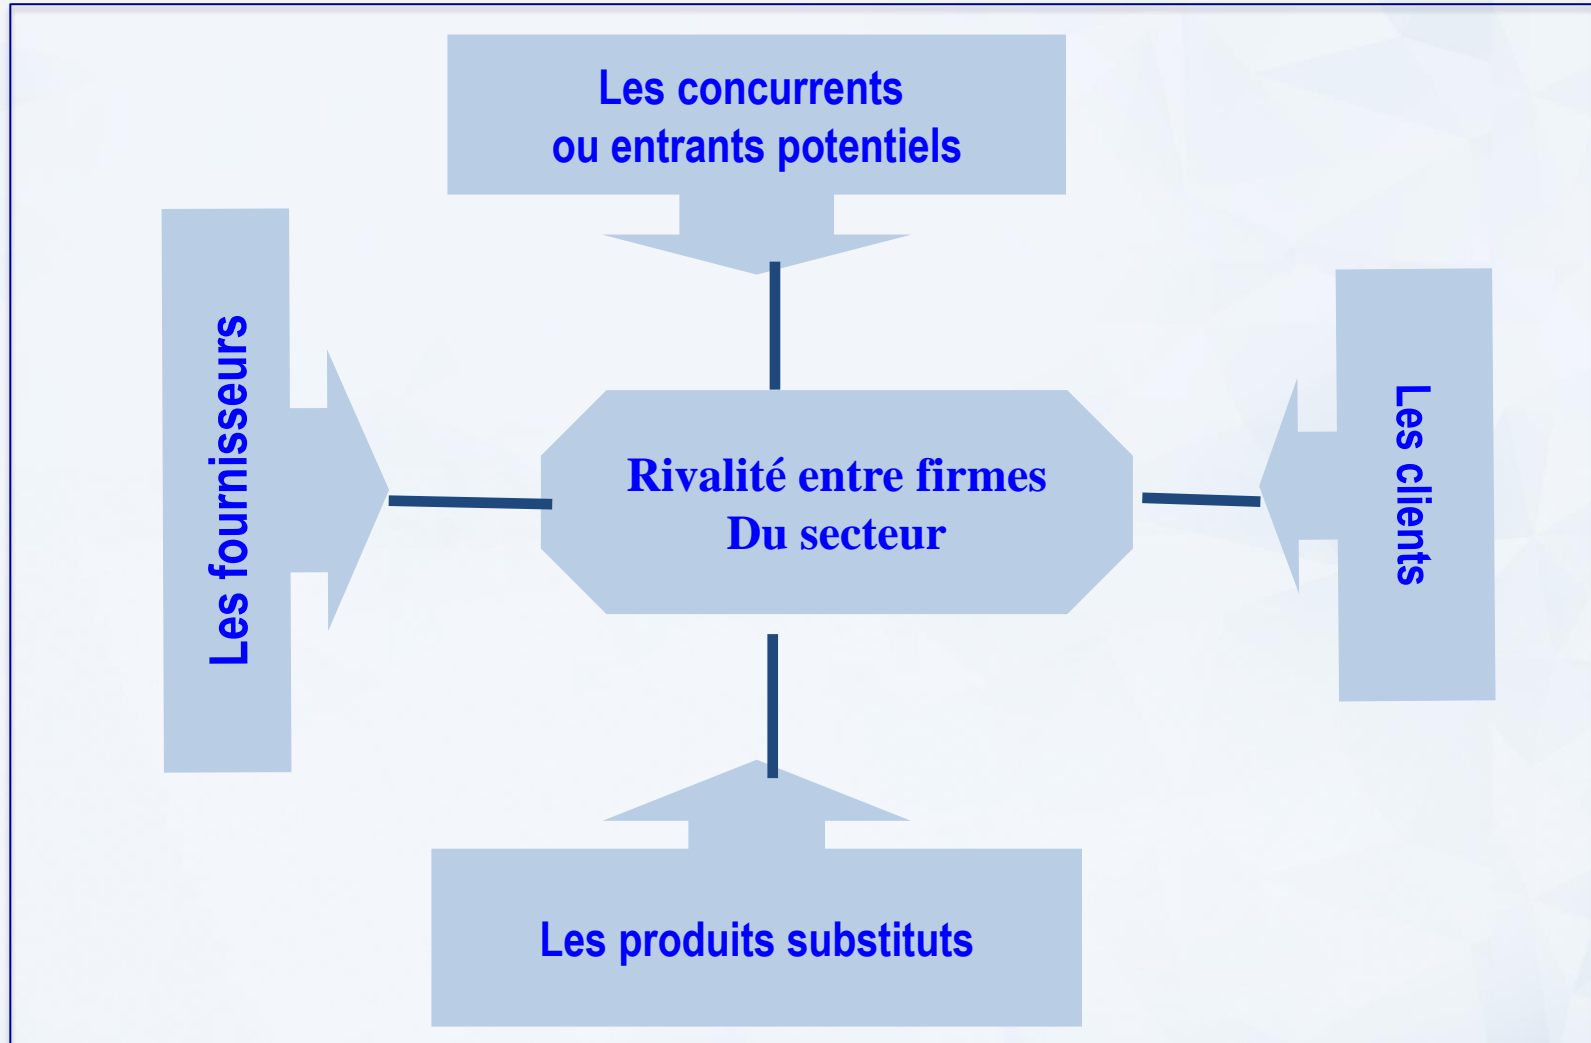 Les concurrents
ou entrants potentiels
Les fournisseurs
Rivalité entre firmes
Du secteur
Les clients
Les produits substituts